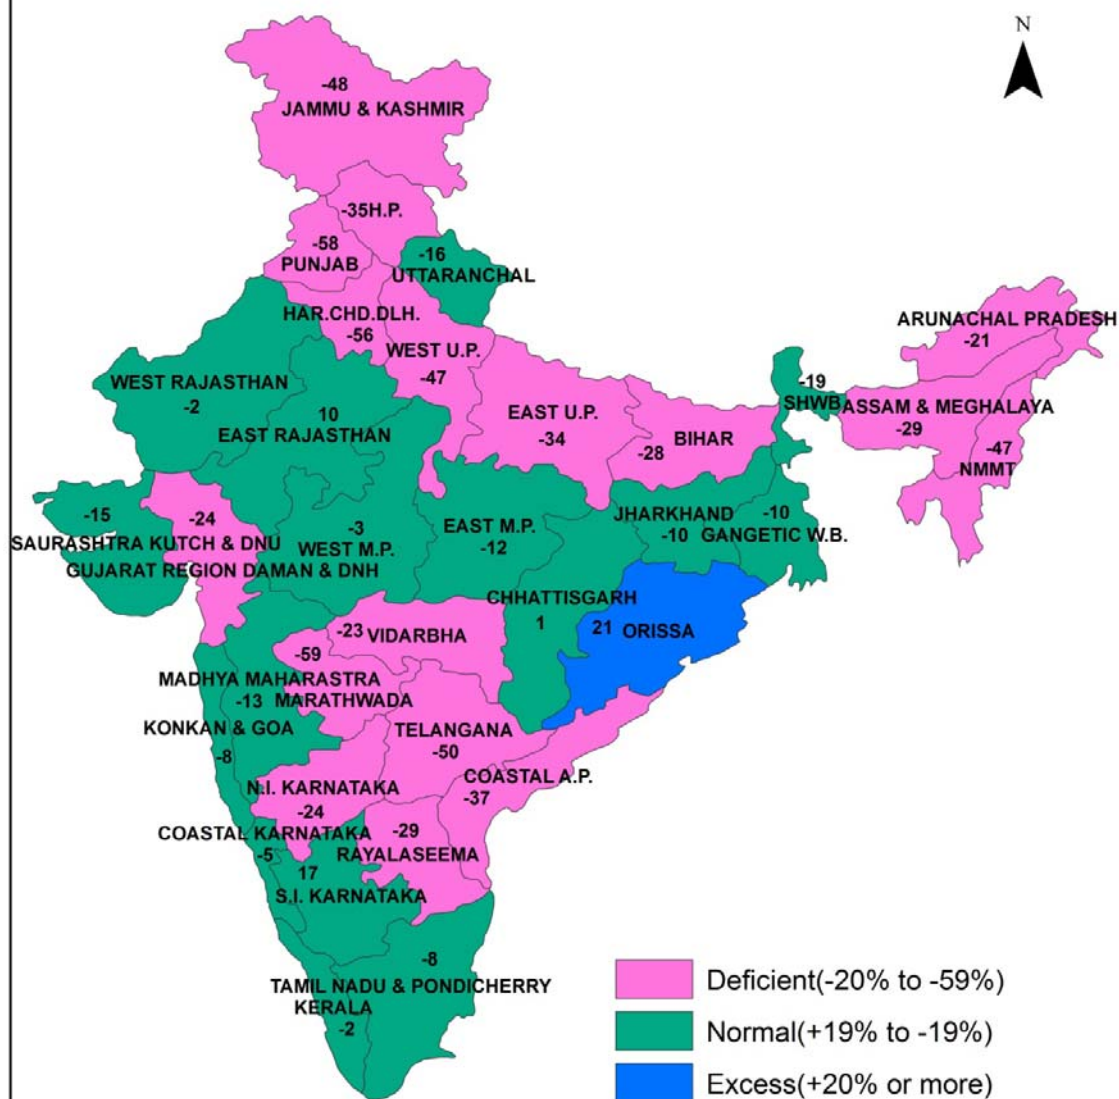 N
-48
JAMMU & KASHMIR
-35H.P.
-58
PUNJAB
-16
UTTARANCHAL
HAR.CHD.DLH.
-56
WEST U.P.
-47
ARUNACHAL PRADESH
-21
WEST RAJASTHAN
-2
10
EAST RAJASTHAN
EAST U.P.
-34
BIHAR
-28
-19
SHWB
ASSAM & MEGHALAYA
-29
-47
NMMT
-15
SAURASHTRA KUTCH & DNU
-24
GUJARAT REGION DAMAN & DNH
-3
WEST M.P.
EAST M.P.
-12
JHARKHAND
-10
-10
GANGETIC W.B.
CHHATTISGARH
1
21 ORISSA
-23 VIDARBHA
-59
MADHYA MAHARASTRA
-13
MARATHWADA
KONKAN & GOA
-8
TELANGANA
-50
COASTAL A.P.
-37
N.I. KARNATAKA
-24
COASTAL KARNATAKA
-5
-29
RAYALASEEMA
17
S.I. KARNATAKA
-8
TAMIL NADU & PONDICHERRY
KERALA
-2
Deficient(-20% to -59%)
Normal(+19% to -19%)
Excess(+20% or more)